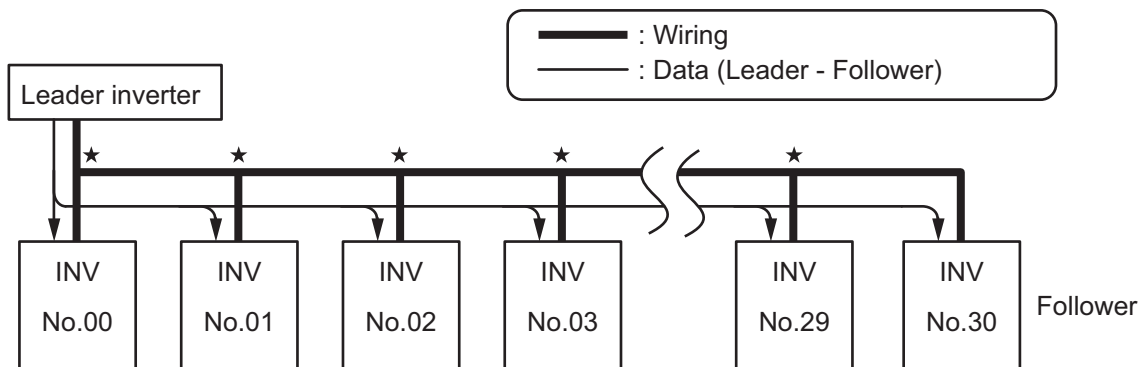 : Wiring
: Data (Leader - Follower)
Leader inverter
★ ★ ★ ★ ★
INV INV INV INV INV INV
No.00 No.01 No.02 No.03 No.29 No.30
Follower